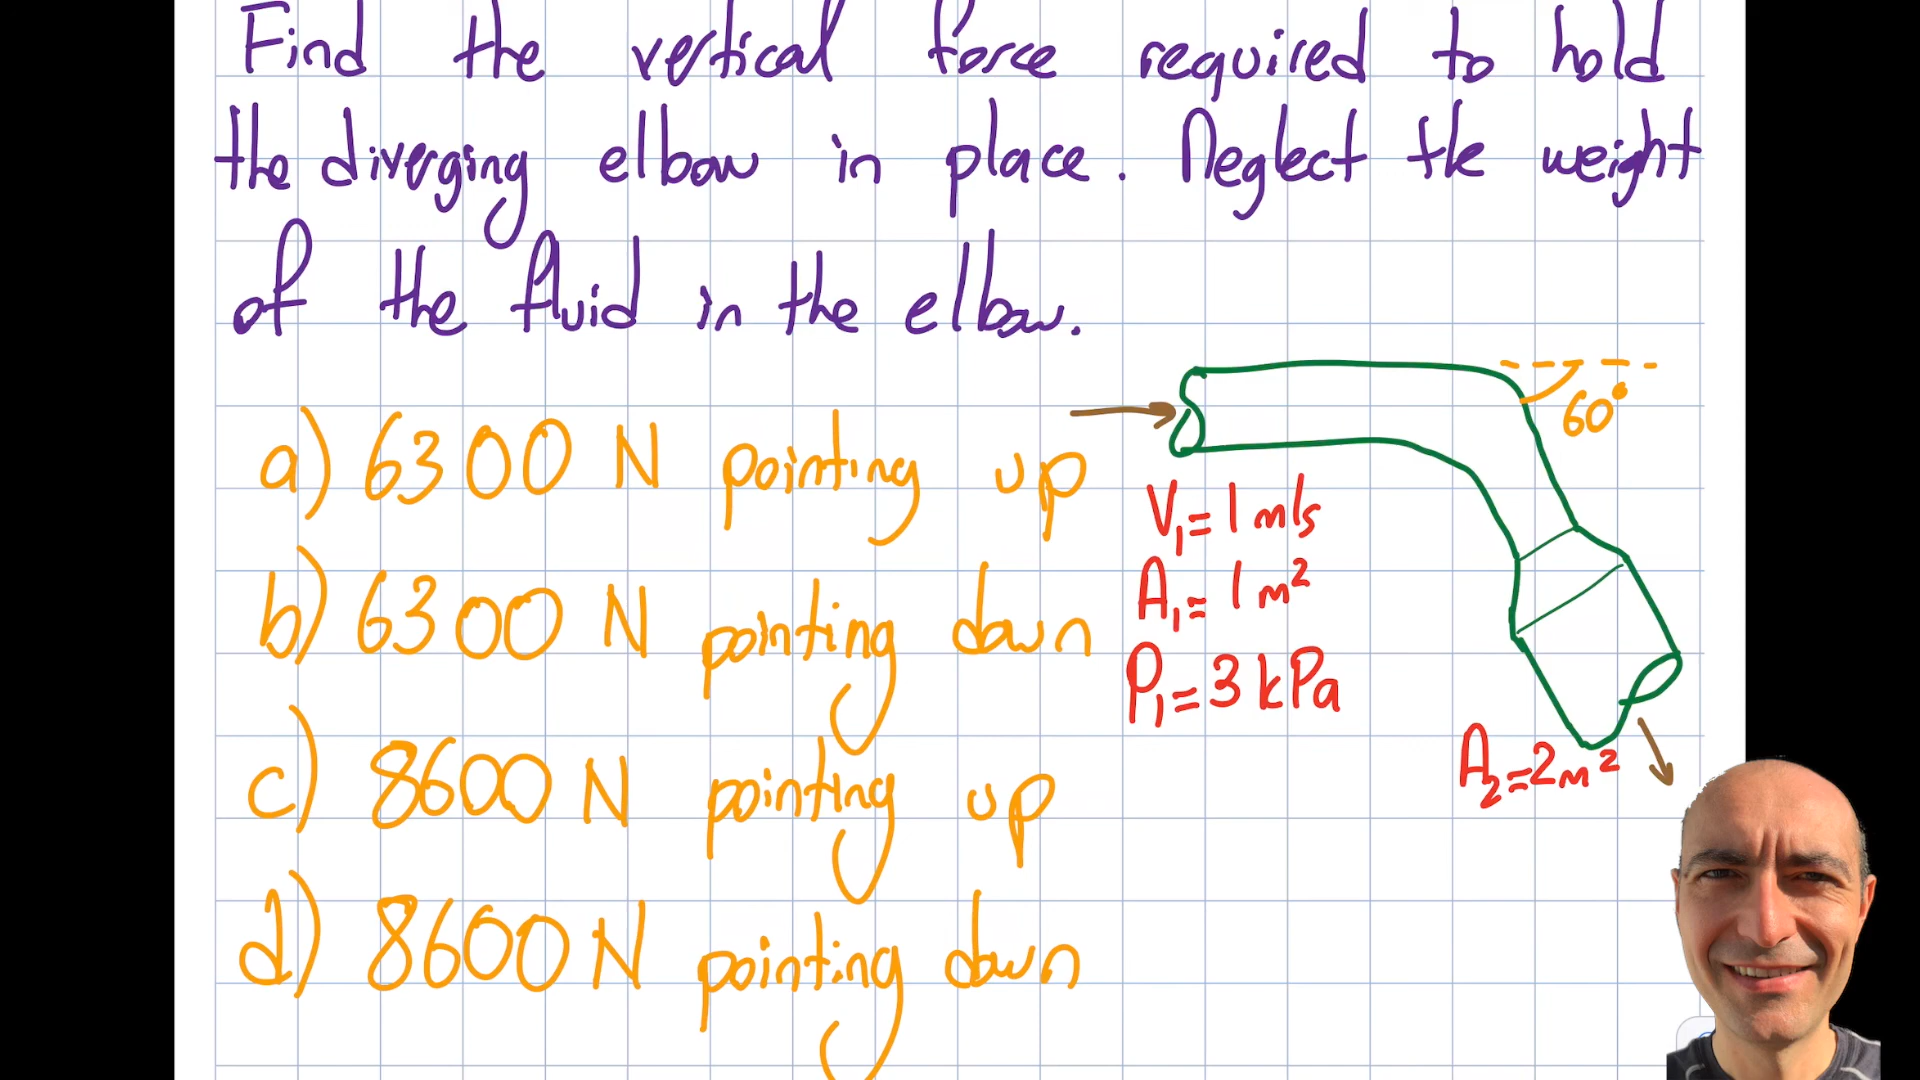 Find the vertical force required to hold
the diverging elbow in place. Neglect the weight
of the fluid in the elbow.
60°
a) 6300 N pointing up
V₁ = 1 m/s
A₁ = 1 m²
b) 6300 N pointing down
P₁ = 3 kPa
A₂ = 2 m²
c) 8600 N pointing up
d) 8600 N pointing down